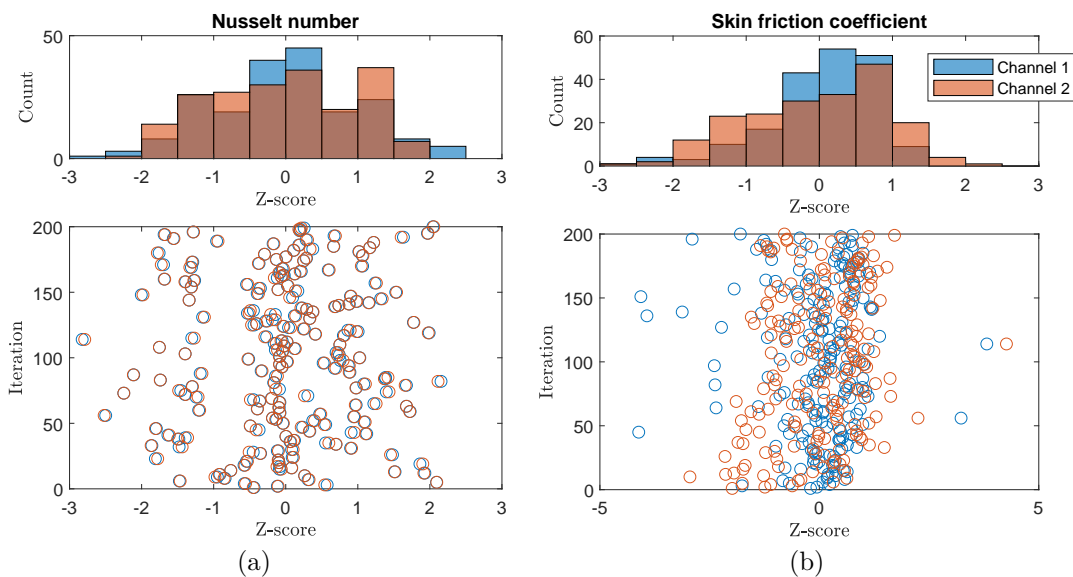 Nusselt number
50
0
Count
-3 -2 -1 0 1 2 3
Z-score
200
150
100
50
0
Iteration
-3 -2 -1 0 1 2 3
Z-score
(a)
Skin friction coefficient
60
40
20
0
Count
Channel 1
Channel 2
-3 -2 -1 0 1 2 3
Z-score
200
150
100
50
0
Iteration
-5 0 5
Z-score
(b)